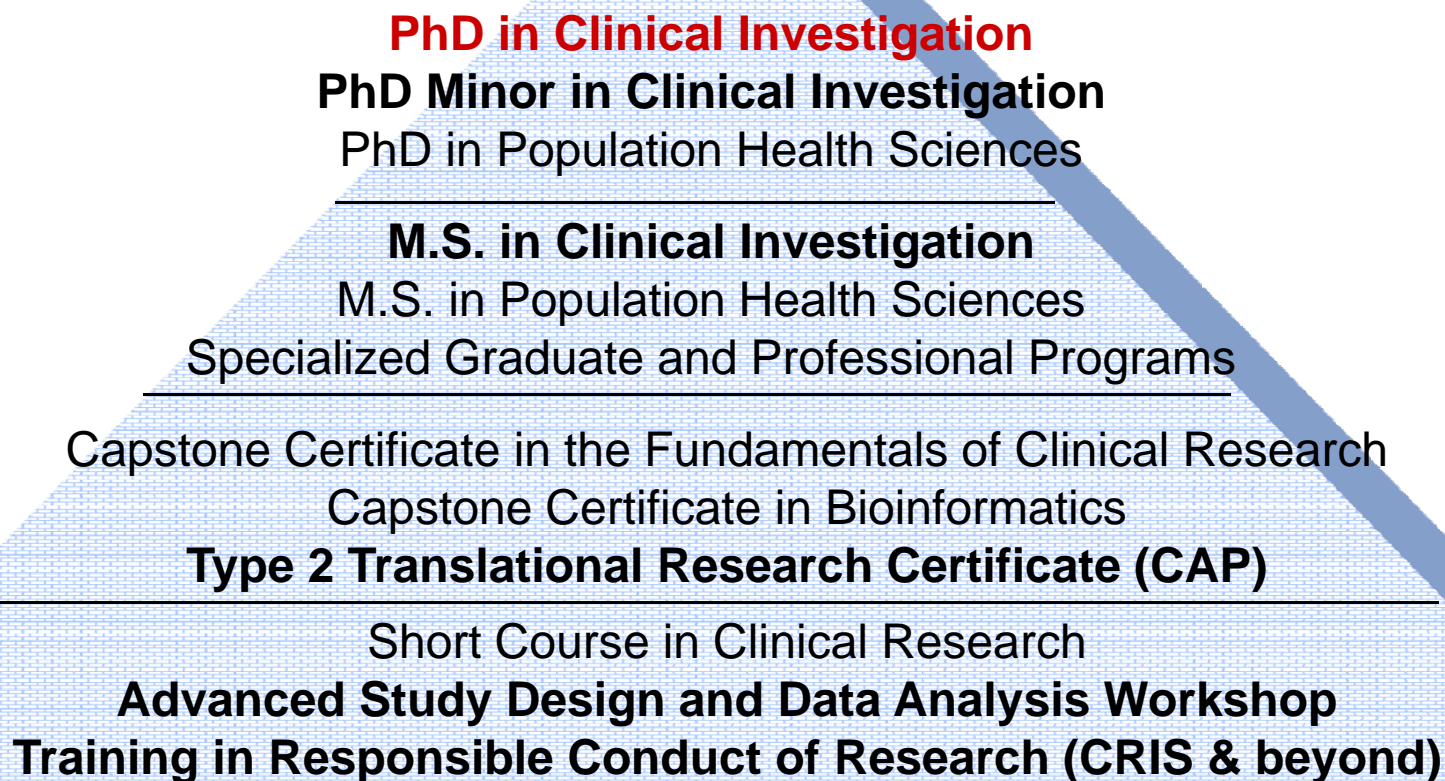 PhD in Clinical Investigation
PhD Minor in Clinical Investigation
PhD in Population Health Sciences
M.S. in Clinical Investigation
M.S. in Population Health Sciences
Specialized Graduate and Professional Programs
Capstone Certificate in the Fundamentals of Clinical Research
Capstone Certificate in Bioinformatics
Type 2 Translational Research Certificate (CAP)
Short Course in Clinical Research
Advanced Study Design and Data Analysis Workshop
Training in Responsible Conduct of Research (CRIS & beyond)